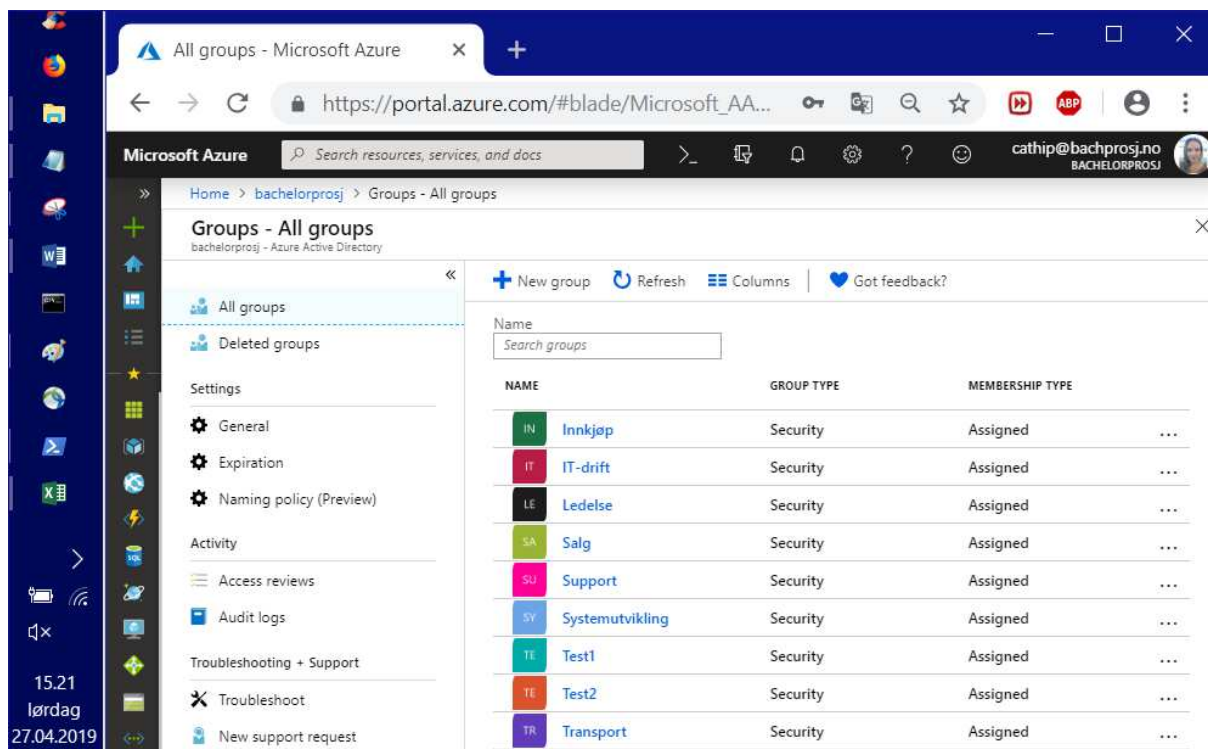 All groups - Microsoft Azure
https://portal.azure.com/#blade/Microsoft_AA...
ABP
Microsoft Azure
Search resources, services, and docs
cathip@bachprosj.no
BACHELORPROSJ
Home > bachelorprosj > Groups - All groups
Groups - All groups
bachelorprosj - Azure Active Directory
All groups
Deleted groups
Settings
General
Expiration
Naming policy (Preview)
Activity
Access reviews
Audit logs
Troubleshooting + Support
Troubleshoot
New support request
New group Refresh Columns Got feedback?
Name
Search groups
NAME GROUP TYPE MEMBERSHIP TYPE
IN Innkjøp Security Assigned ...
IT IT-drift Security Assigned ...
LE Ledelse Security Assigned ...
SA Salg Security Assigned ...
SU Support Security Assigned ...
SY Systemutvikling Security Assigned ...
TE Test1 Security Assigned ...
TE Test2 Security Assigned ...
TR Transport Security Assigned ...
SQL
15.21
lørdag
27.04.2019